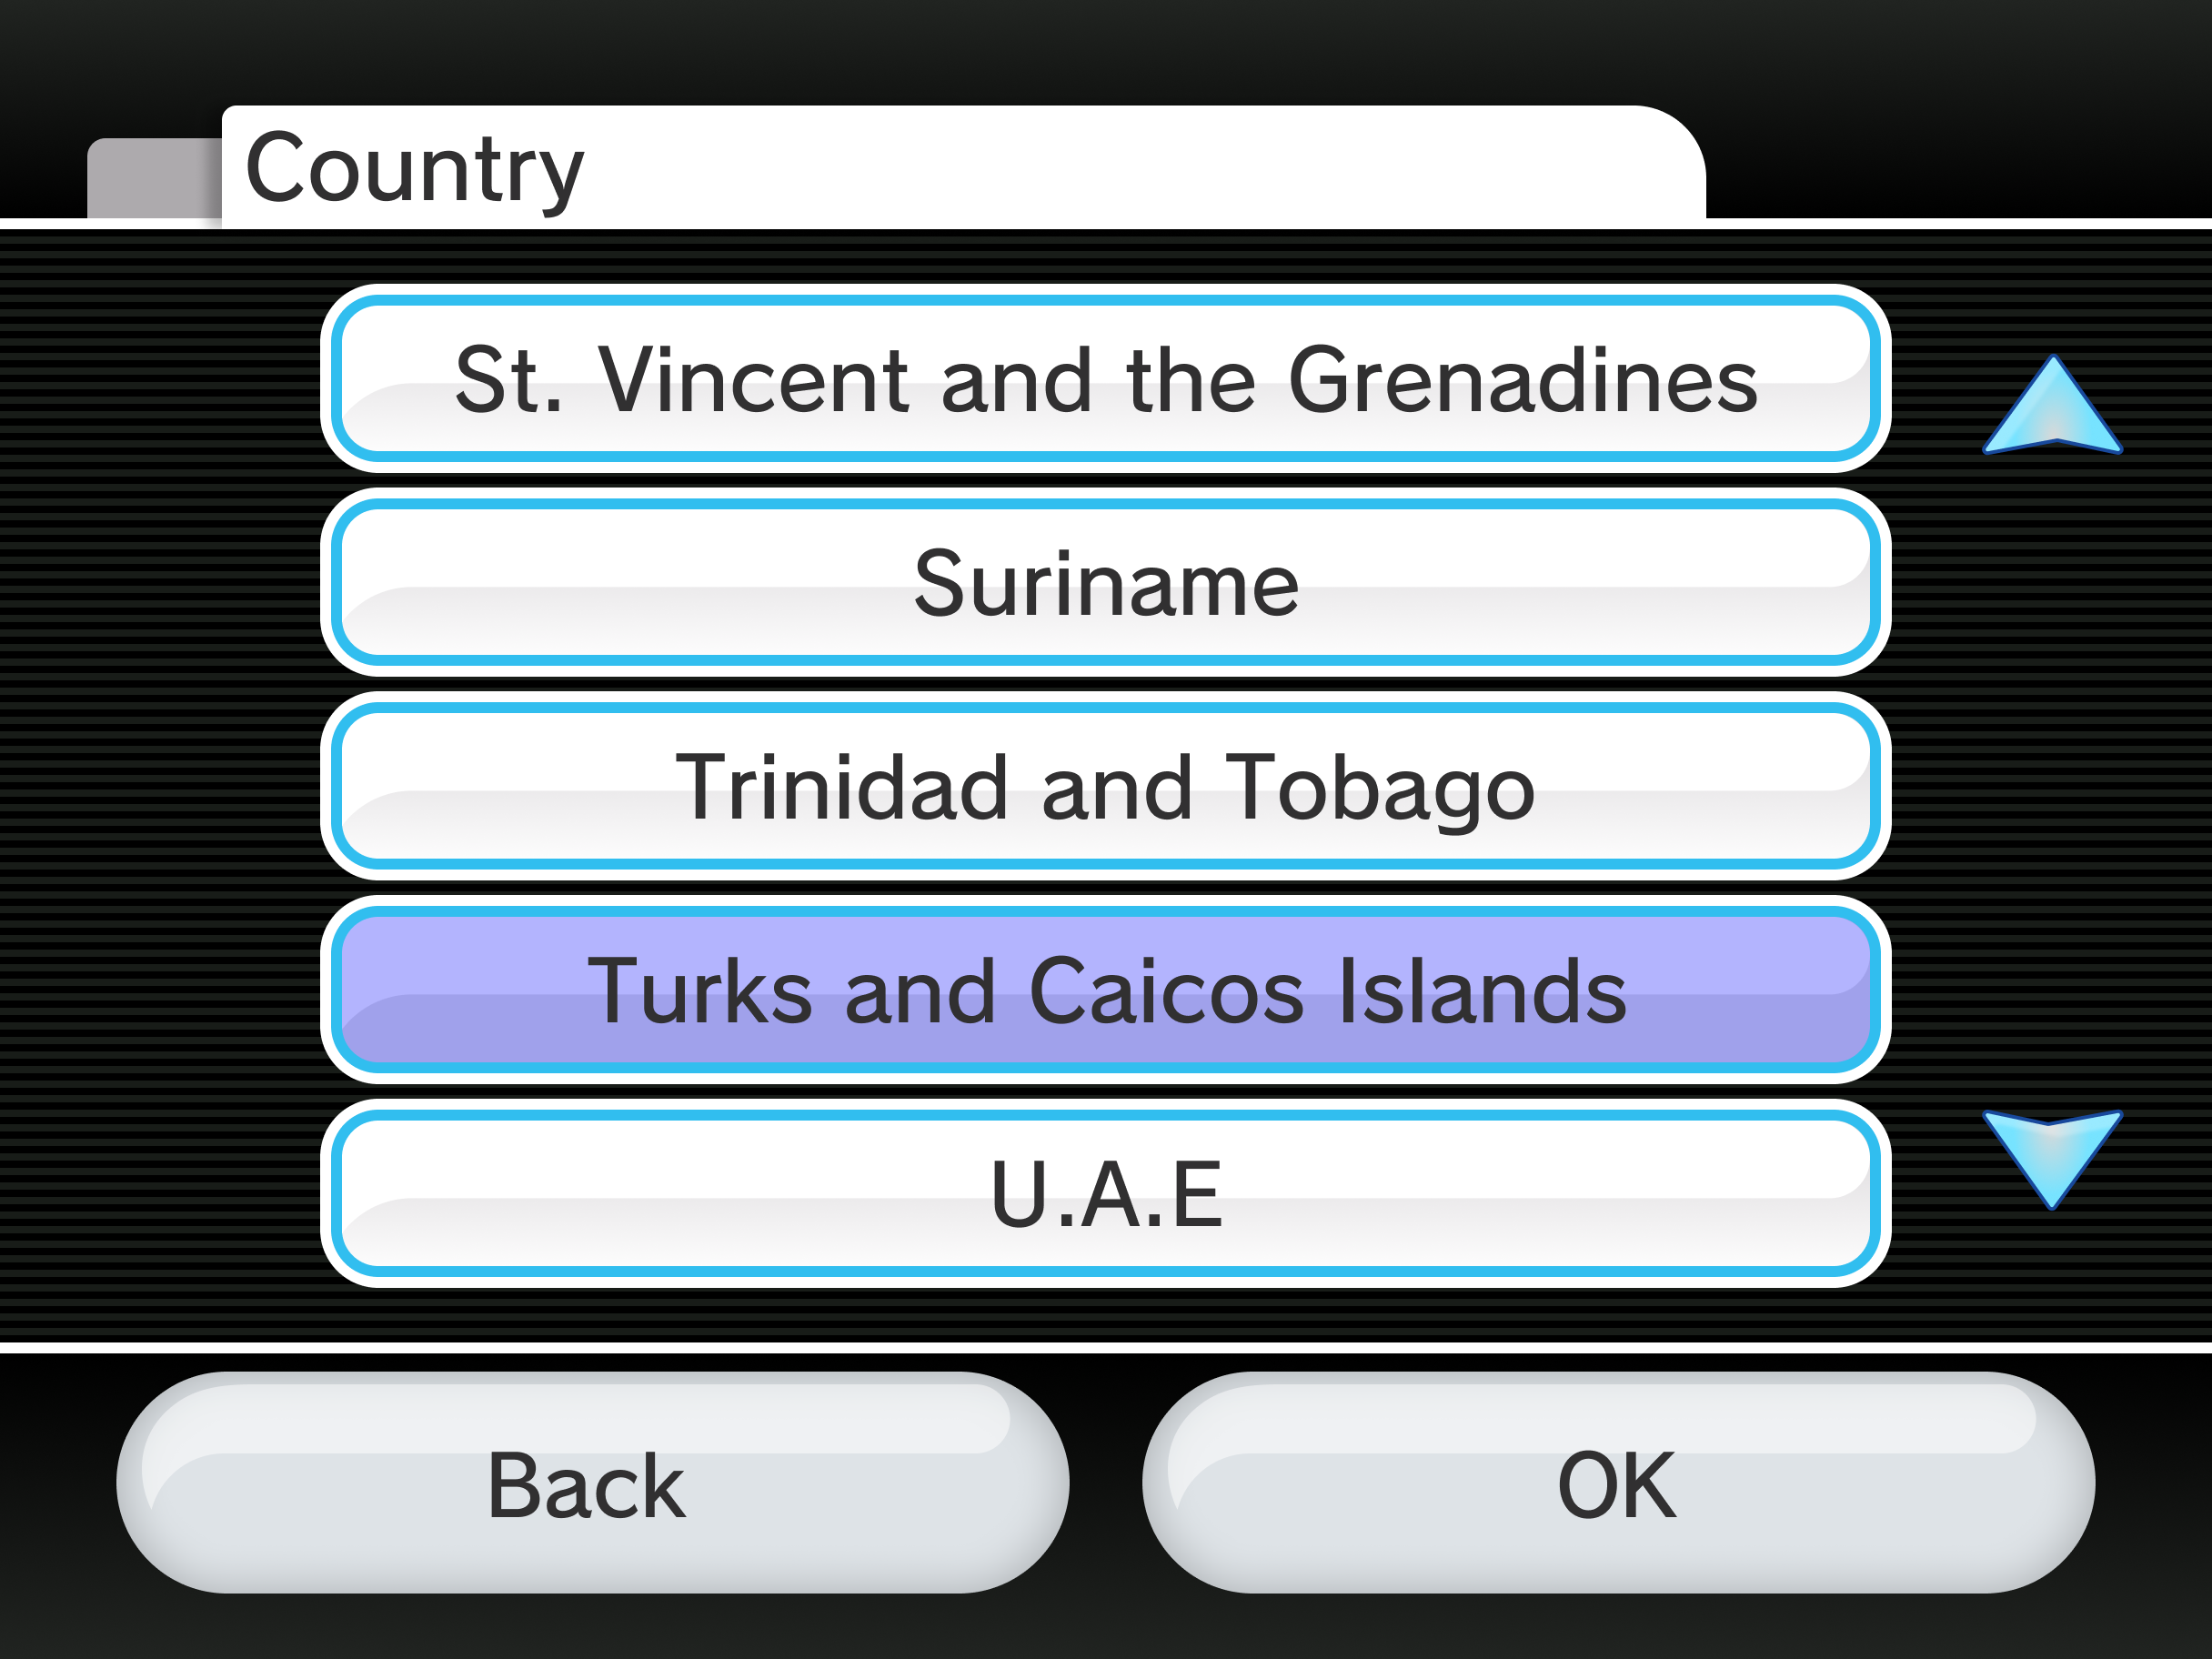 Country
St. Vincent and the Grenadines
Suriname
Trinidad and Tobago
Turks and Caicos Islands
U.A.E
Back
OK